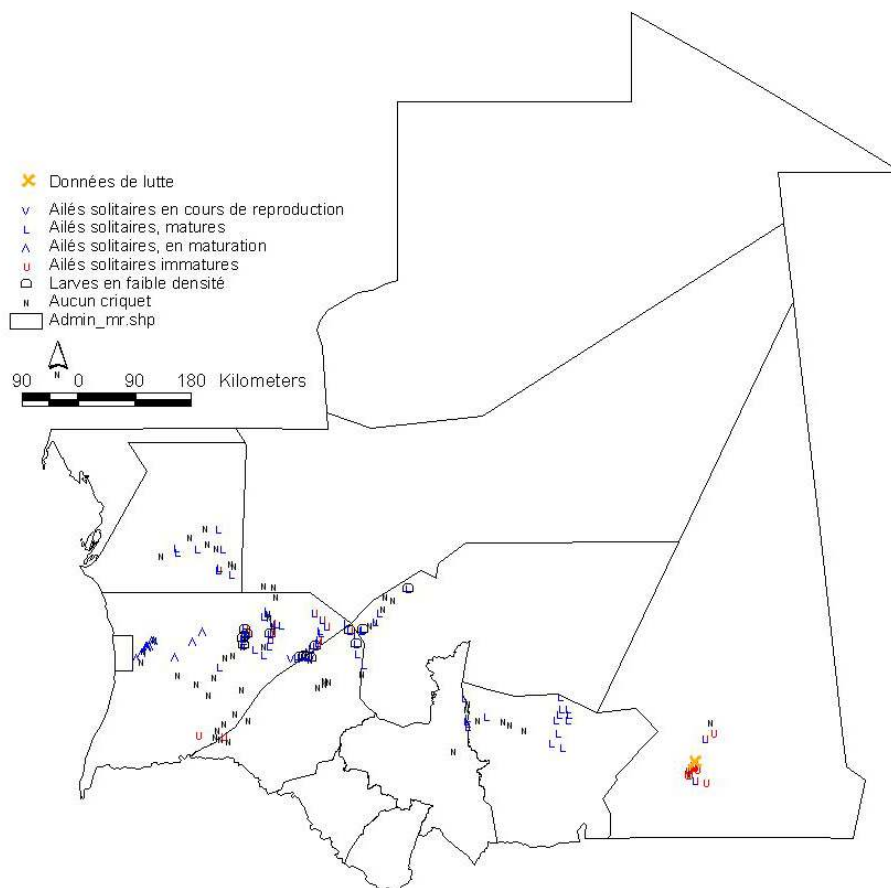 Données de lutte
Ailés solitaires en cours de reproduction
Ailés solitaires, matures
Ailés solitaires, en maturation
Ailés solitaires immatures
Larves en faible densité
N Aucun criquet
Admin_mr.shp
N
90 0 90 180 Kilometers